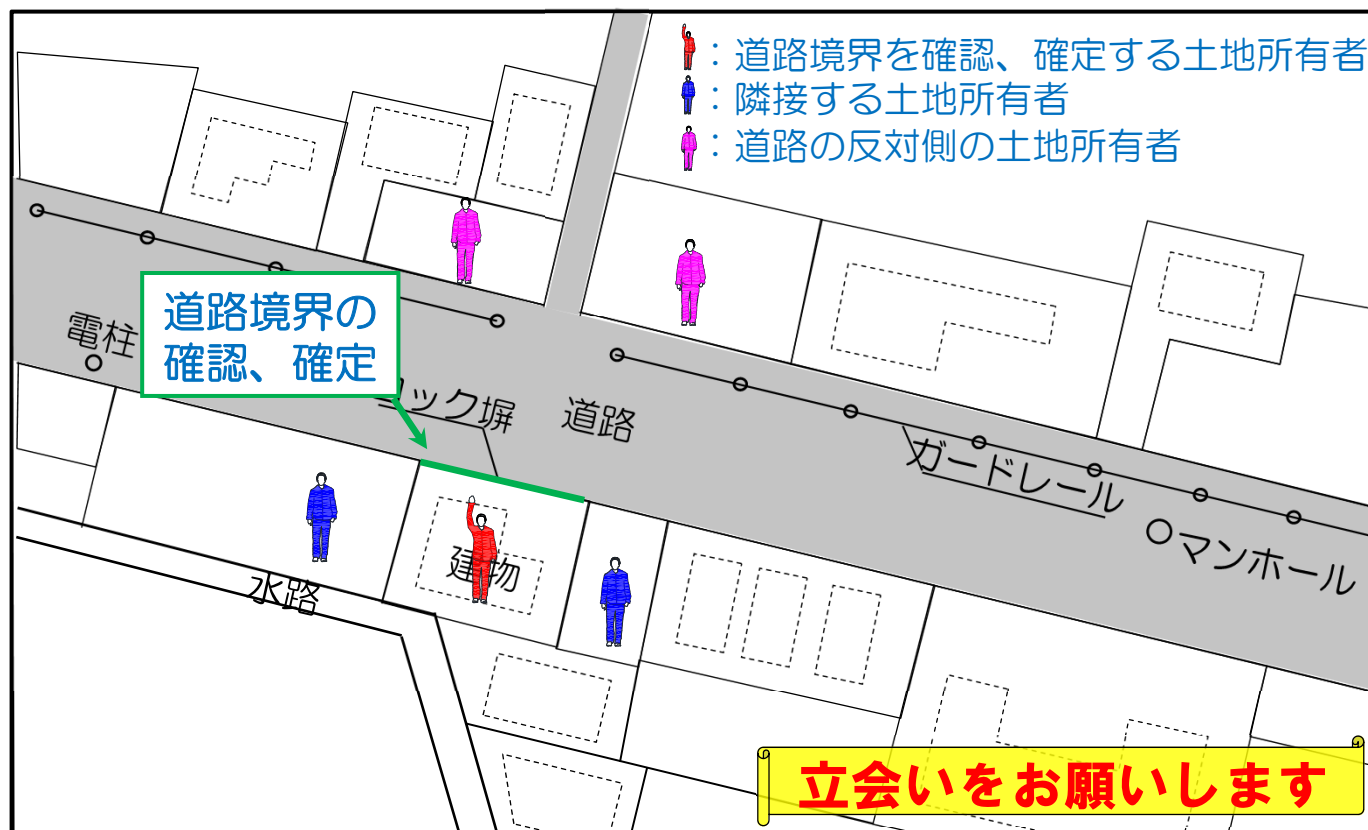 ：道路境界を確認、確定する土地所有者
：隣接する土地所有者
：道路の反対側の土地所有者
道路境界の
確認、確定
電柱
ロック塀
道路
ガードレール
マンホール
建物
水路
立会いをお願いします